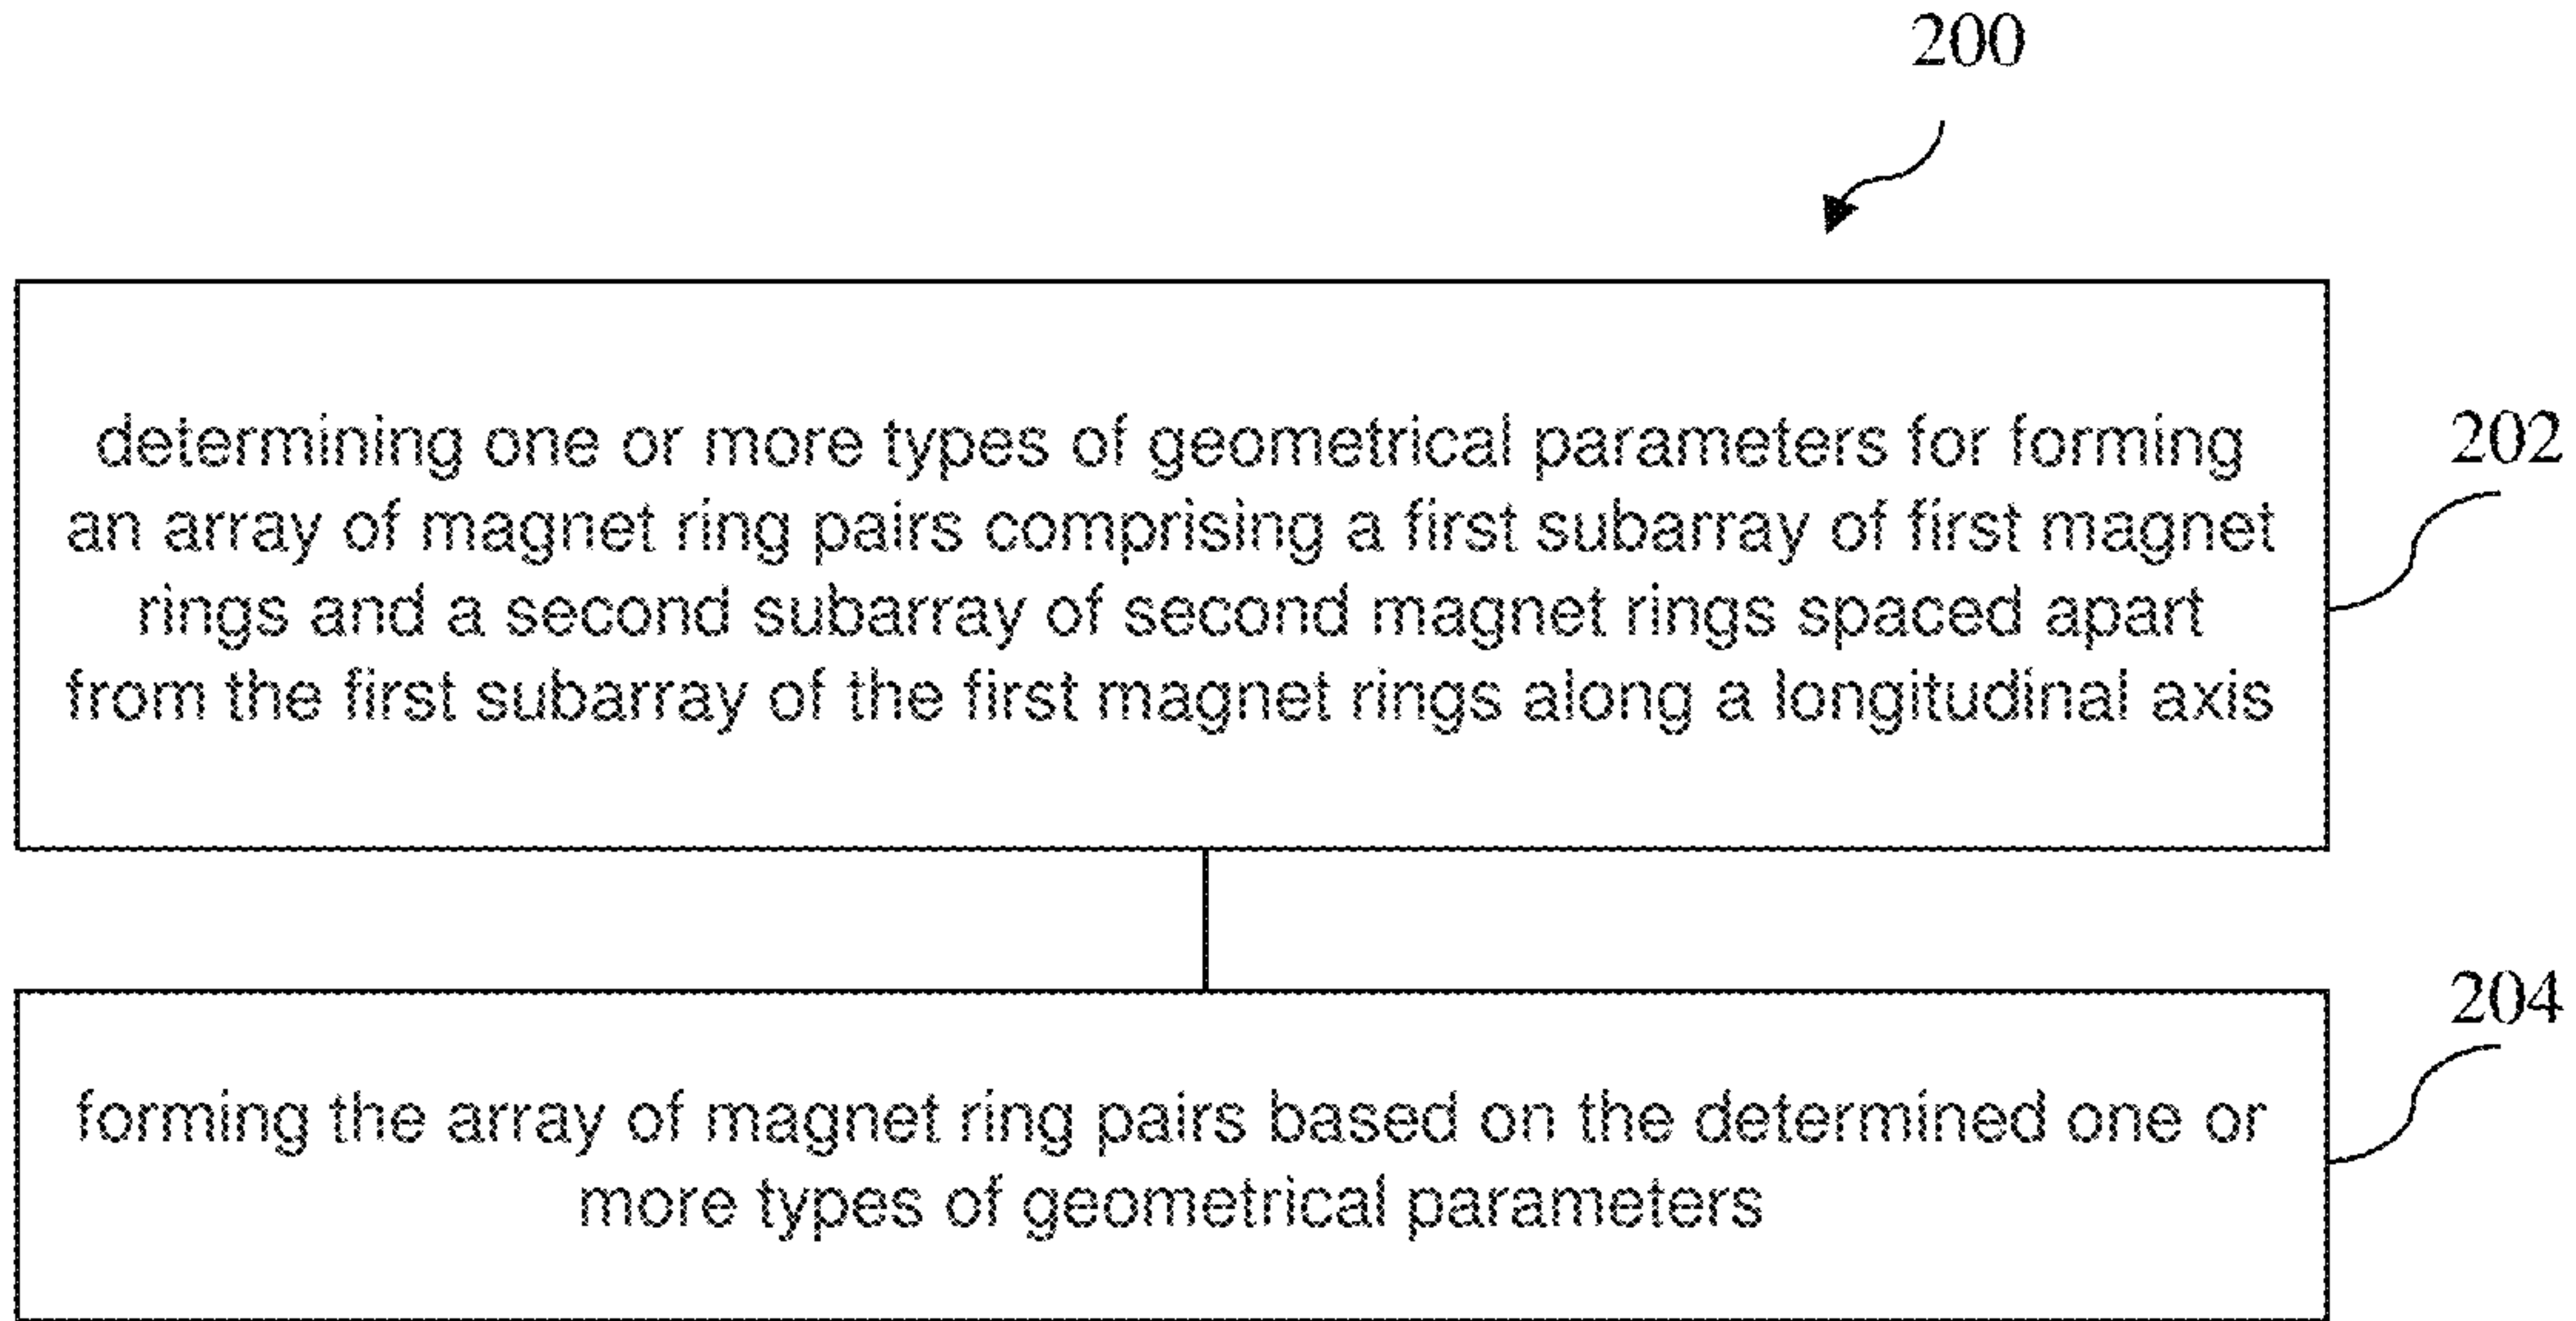 200
determining one or more types of geometrical parameters for forming
an array of magnet ring pairs comprising a first subarray of first magnet
rings and a second subarray of second magnet rings spaced apart
from the first subarray of the first magnet rings along a longitudinal axis
202
forming the array of magnet ring pairs based on the determined one or
more types of geometrical parameters
204